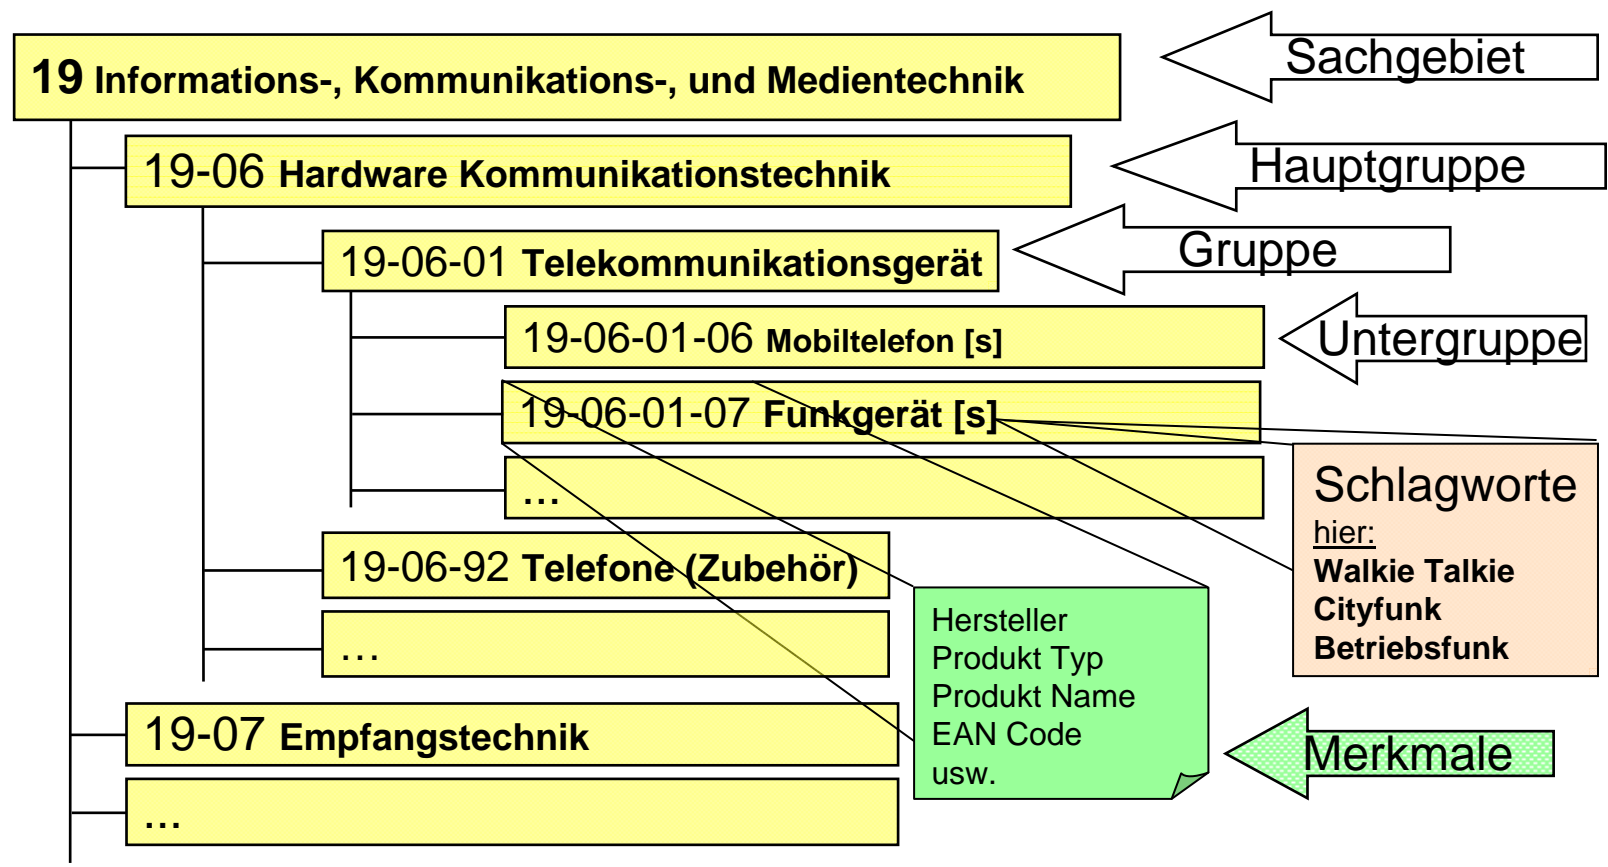 19 Informations-, Kommunikations-, und Medientechnik
Sachgebiet
19-06 Hardware Kommunikationstechnik
Hauptgruppe
19-06-01 Telekommunikationsgerät
Gruppe
19-06-01-06 Mobiltelefon [s]
Untergruppe
19-06-01-07 Funkgerät [s]
...
Schlagworte
hier:
Walkie Talkie
Cityfunk
Betriebsfunk
19-06-92 Telefone (Zubehör)
...
Hersteller
Produkt Typ
Produkt Name
EAN Code
usw.
Merkmale
19-07 Empfangstechnik
...